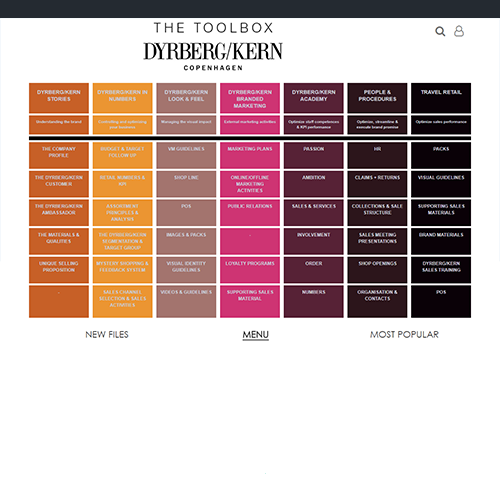 THE TOOLBOX
DYRBERG/KERN
COPENHAGEN
DYRBERG/KERN STORIES
DYRBERG/KERN IN NUMBERS
DYRBERG/KERN LOOK & FEEL
DYRBERG/KERN BRANDED MARKETING
DYRBERG/KERN ACADEMY
PEOPLE & PROCEDURES
TRAVEL RETAIL
Understanding the brand
Controlling and optimizing your business
Managing the visual impact
External marketing activities
Optimize staff competences & KPI performance
Optimize, streamline & execute brand promise
Optimize sales performance
THE COMPANY PROFILE
BUDGET & TARGET FOLLOW UP
VM GUIDELINES
MARKETING PLANS
PASSION
HR
PACKS
THE DYRBERG/KERN CUSTOMER
RETAIL NUMBERS & KPI
SHOP LINE
ONLINE/OFFLINE MARKETING ACTIVITIES
AMBITION
CLAIMS + RETURNS
VISUAL GUIDELINES
THE DYRBERG/KERN AMBASSADOR
ASSORTMENT PRINCIPLES & ANALYSIS
POS
PUBLIC RELATIONS
SALES & SERVICES
COLLECTIONS & SALE STRUCTURE
SUPPORTING SALES MATERIALS
THE MATERIALS & QUALITIES
THE DYRBERG/KERN SEGMENTATION & TARGET GROUP
IMAGES & PACKS
-
INVOLVEMENT
SALES MEETING PRESENTATIONS
BRAND MATERIALS
UNIQUE SELLING PROPOSITION
MYSTERY SHOPPING & FEEDBACK SYSTEM
VISUAL IDENTITY GUIDELINES
LOYALTY PROGRAMS
ORDER
SHOP OPENINGS
DYRBERG/KERN SALES TRAINING
-
SALES CHANNEL SELECTION & SALES ACTIVITIES
VIDEOS & GUIDELINES
SUPPORTING SALES MATERIAL
NUMBERS
ORGANISATION & CONTACTS
POS
NEW FILES
MENU
MOST POPULAR